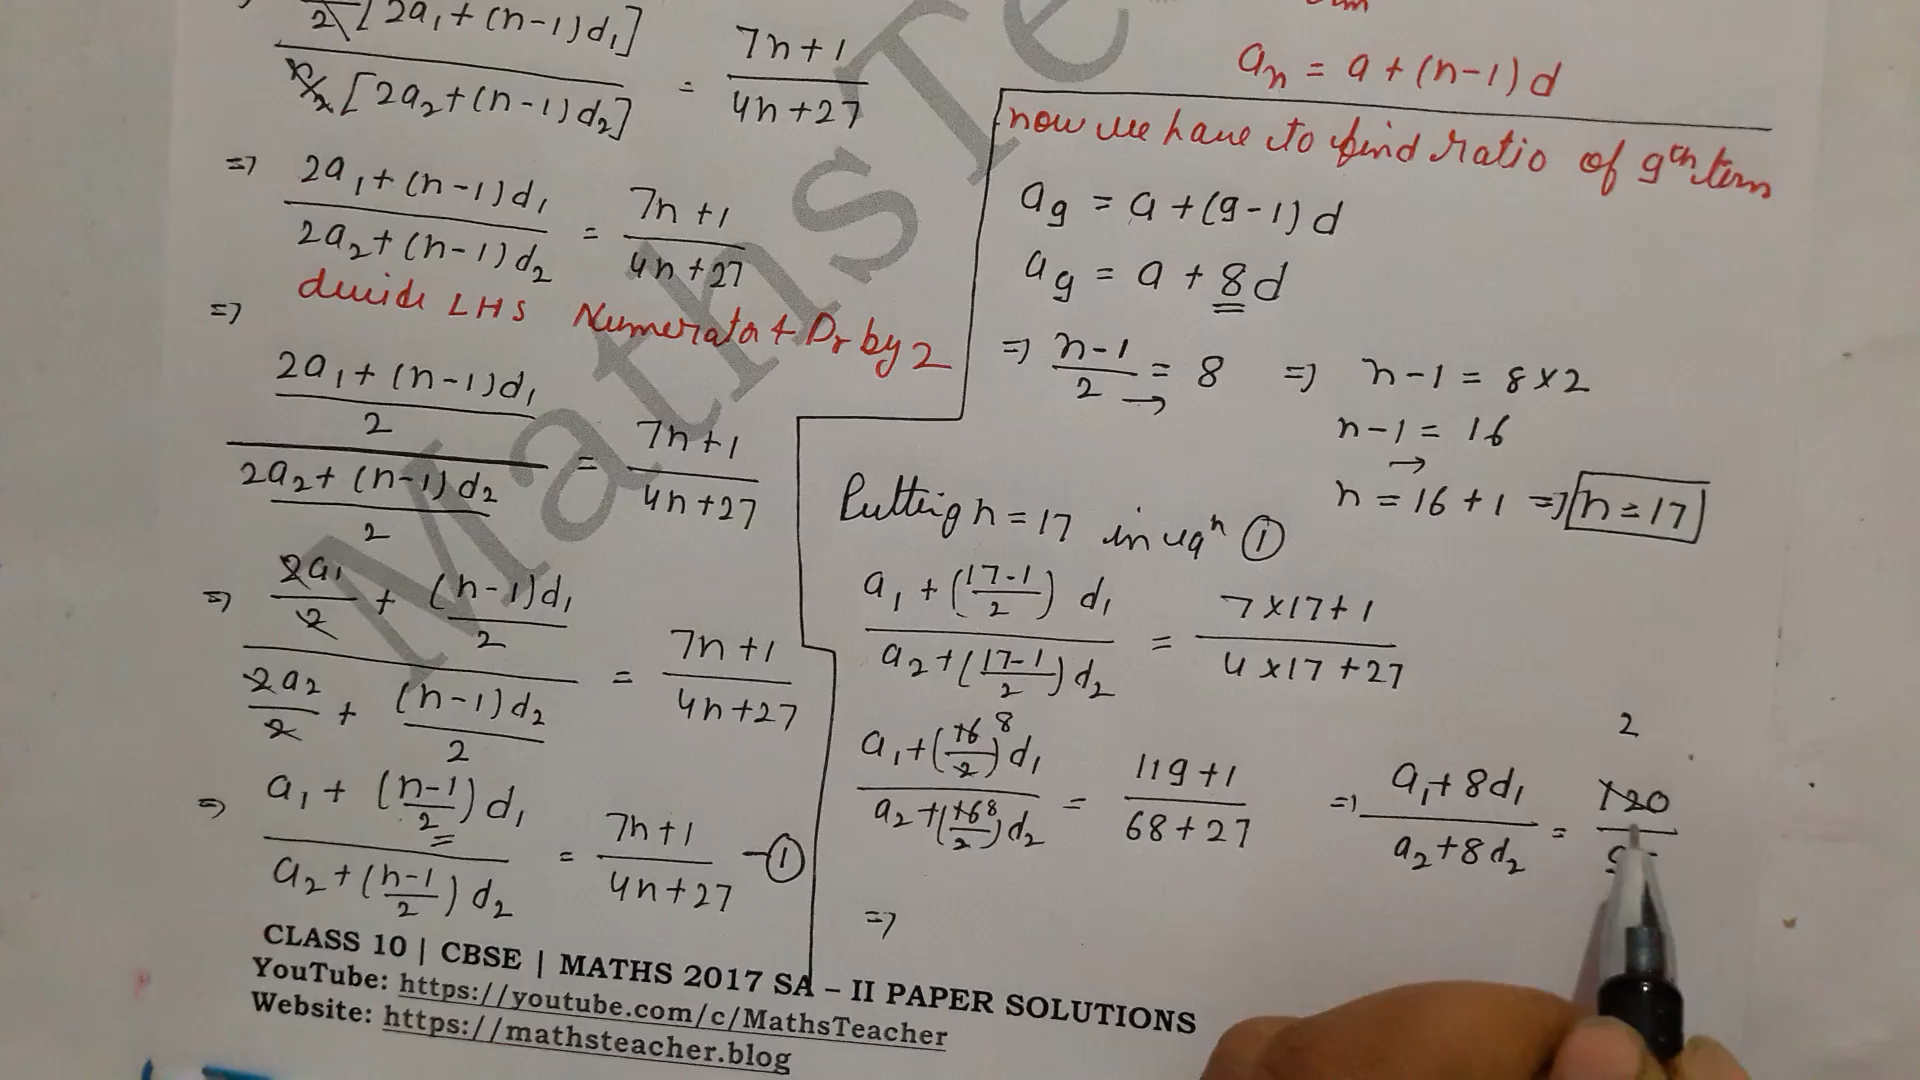 2 [2a₁ + (n-1)d₁] / n/2 [2a₂ + (n-1)d₂] = 7n+1 / 4n+27
⇒ 2a₁ + (n-1)d₁ / 2a₂ + (n-1)d₂ = 7n+1 / 4n+27
⇒ divide LHS Numerator + Dr by 2
2a₁ + (n-1)d₁ / 2 / 2a₂ + (n-1)d₂ / 2 = 7n+1 / 4n+27
⇒ 2a₁/2 + (n-1)d₁/2 / 2a₂/2 + (n-1)d₂/2 = 7n+1 / 4n+27
⇒ a₁ + (n-1/2)d₁ / a₂ + (n-1/2)d₂ = 7n+1 / 4n+27 - ①
aₙ = a + (n-1)d
now we have to find ratio of 9th term
a₉ = a + (9-1)d
a₉ = a + 8d
⇒ n-1/2 = 8 ⇒ n-1 = 8×2
n-1 = 16
n = 16+1 ⇒ n=17
Putting n = 17 in eqⁿ ①
a₁ + (17-1/2) d₁ / a₂ + (17-1/2) d₂ = 7×17+1 / 4×17+27
a₁ + (16/2)8 d₁ / a₂ + (16/2)8 d₂ = 119+1 / 68+27 ⇒ a₁+8d₁ / a₂+8d₂ = 120 2
⇒
MathsTe
CLASS 10 | CBSE | MATHS 2017 SA – II PAPER SOLUTIONS
YouTube: https://youtube.com/c/MathsTeacher
Website: https://mathsteacher.blog